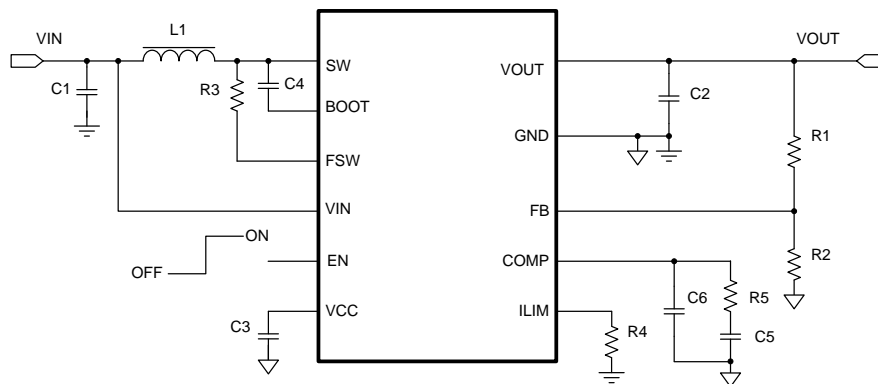 VIN
L1
VOUT
C1
R3
C4
SW
BOOT
FSW
VIN
EN
VCC
VOUT
GND
FB
COMP
ILIM
C2
R1
R2
ON
OFF
C3
C6
R5
R4
C5